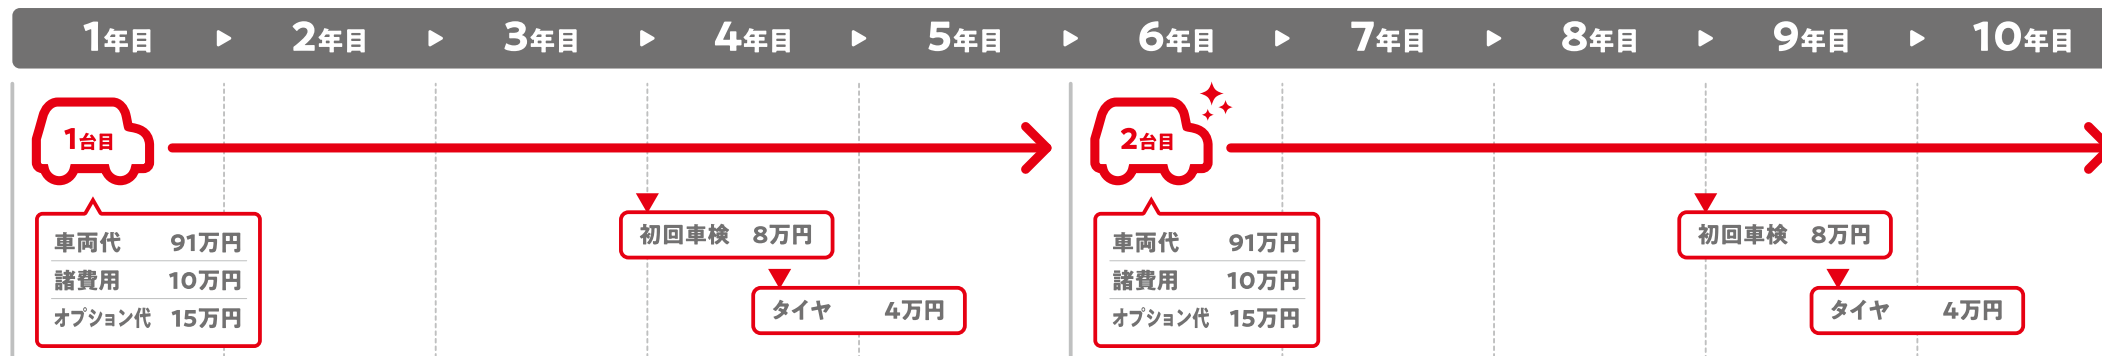 1年目 ▶ 2年目 ▶ 3年目 ▶ 4年目 ▶ 5年目 ▶ 6年目 ▶ 7年目 ▶ 8年目 ▶ 9年目 ▶ 10年目
1台目
車両代 91万円
諸費用 10万円
オプション代 15万円
初回車検 8万円
タイヤ 4万円
2台目
車両代 91万円
諸費用 10万円
オプション代 15万円
初回車検 8万円
タイヤ 4万円